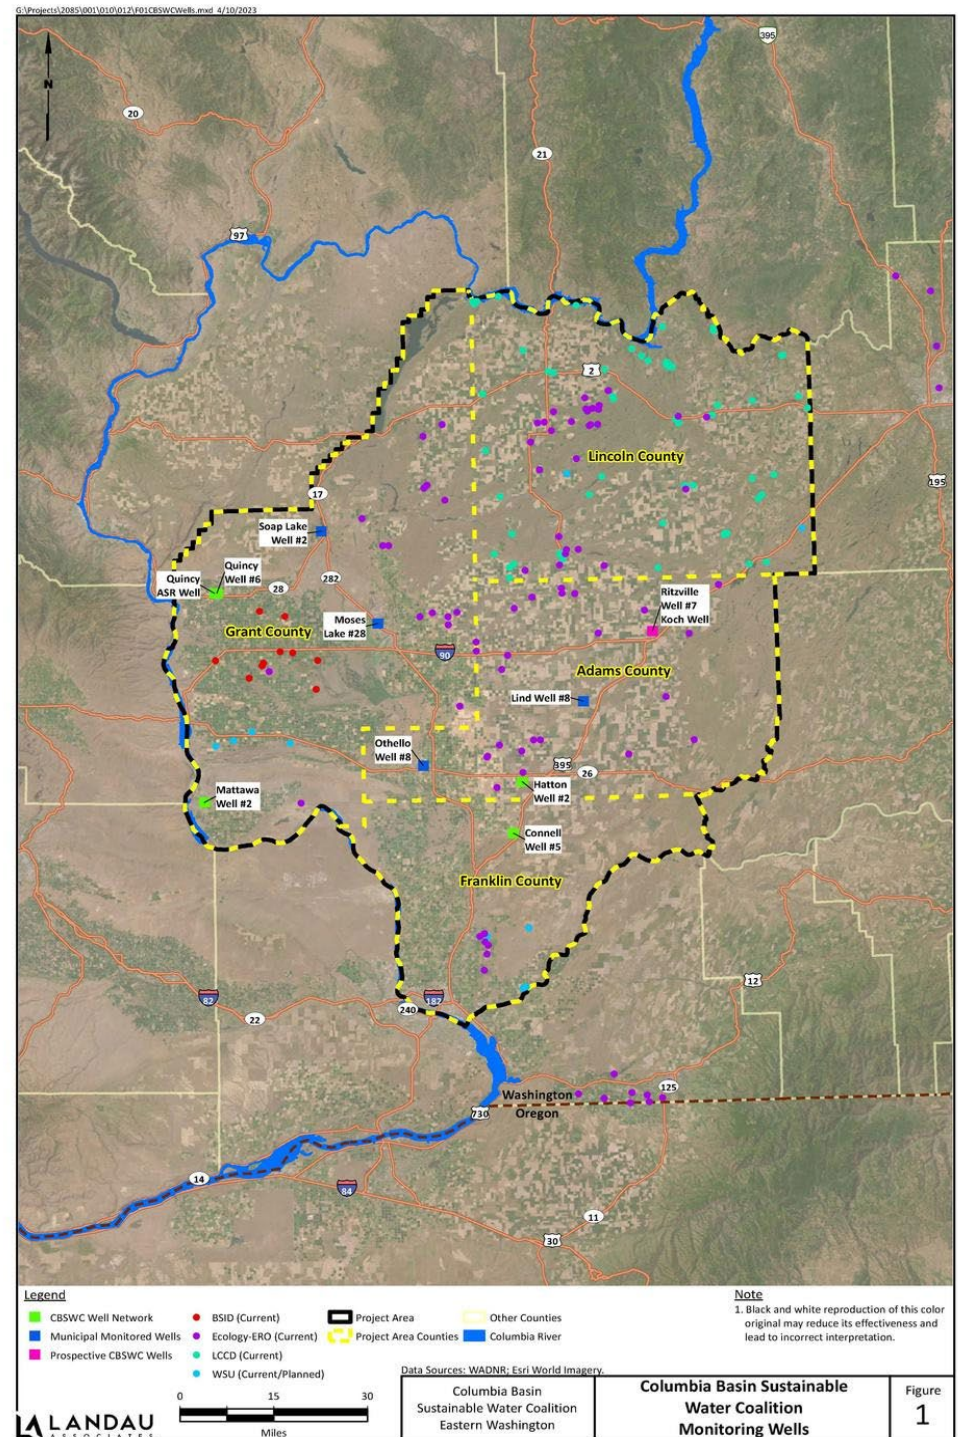 G:\Projects\2085\001\010\012\F01CBSWCWells.mxd 4/10/2023
N
395
20
21
97
2
Lincoln County
195
17
Soap Lake
Well #2
Quincy
Well #6
Quincy
ASR Well
28
282
Ritzville
Well #7
Koch Well
Moses
Lake #28
Grant County
90
Adams County
Lind Well #8
Othello
Well #8
395
26
Hatton
Well #2
Mattawa
Well #2
Connell
Well #5
Franklin County
12
82
182
240
22
125
Washington
Oregon
730
14
84
11
30
Legend
CBSWC Well Network
Municipal Monitored Wells
Prospective CBSWC Wells
BSID (Current)
Ecology-ERO (Current)
LCCD (Current)
WSU (Current/Planned)
Project Area
Project Area Counties
Other Counties
Columbia River
Note
1. Black and white reproduction of this color
original may reduce its effectiveness and
lead to incorrect interpretation.
Data Sources: WADNR; Esri World Imagery.
0 15 30
Miles
LANDAU
ASSOCIATES
Columbia Basin
Sustainable Water Coalition
Eastern Washington
Columbia Basin Sustainable
Water Coalition
Monitoring Wells
Figure
1